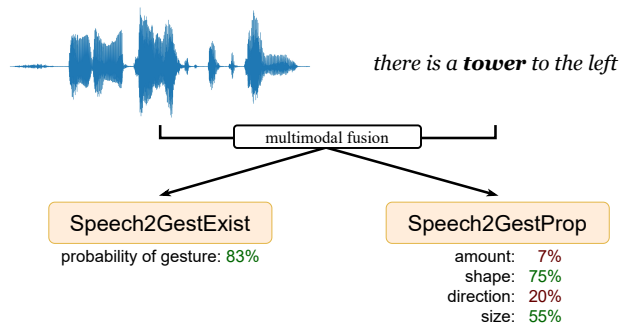 there is a tower to the left
multimodal fusion
Speech2GestExist
probability of gesture: 83%
Speech2GestProp
amount: 7%
shape: 75%
direction: 20%
size: 55%